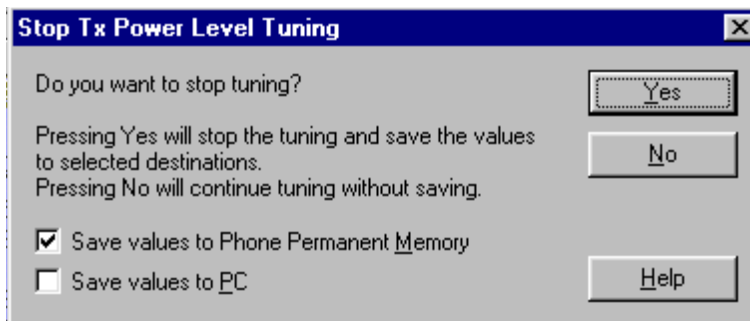 Stop Tx Power Level Tuning
Do you want to stop tuning?
Yes
Pressing Yes will stop the tuning and save the values
to selected destinations.
No
Pressing No will continue tuning without saving.
Save values to Phone Permanent Memory
Save values to PC
Help